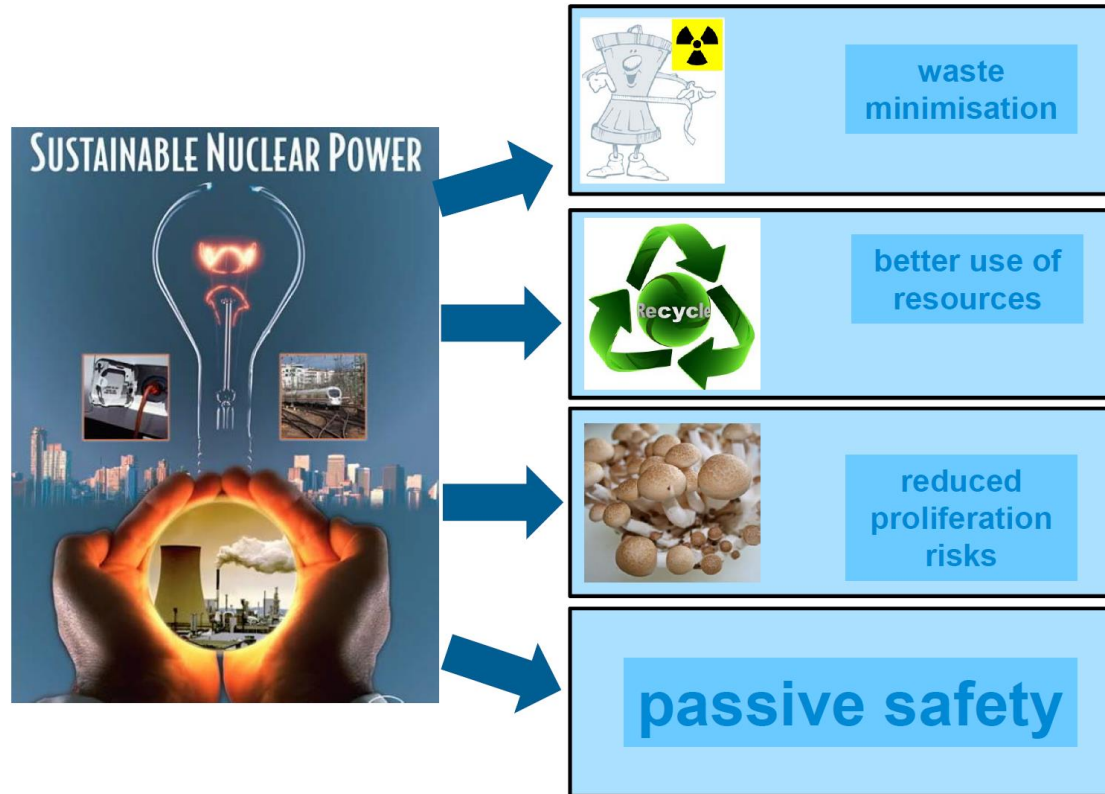 SUSTAINABLE NUCLEAR POWER
waste
minimisation
Recycle
better use of
resources
reduced
proliferation
risks
passive safety